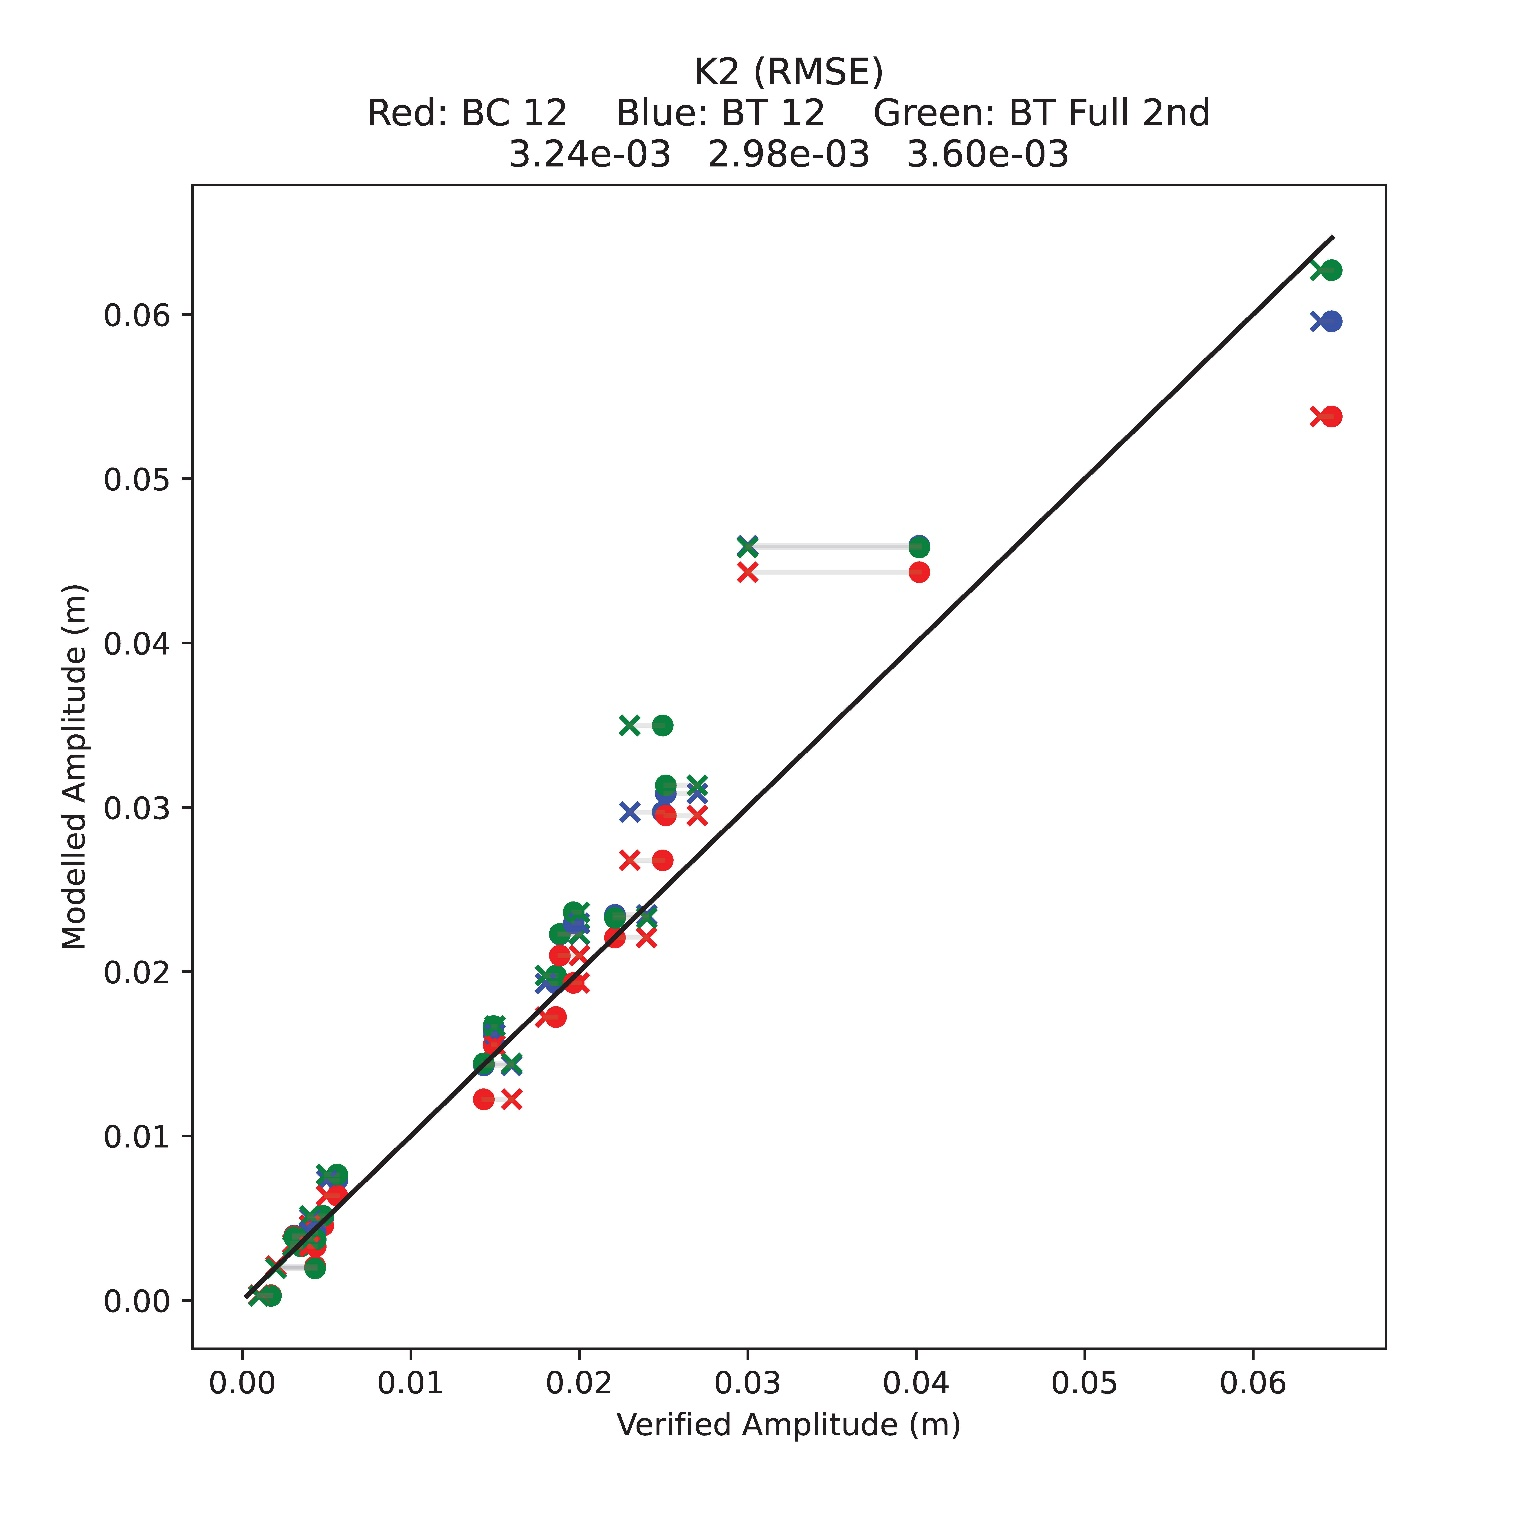 K2 (RMSE)
Red: BC 12 Blue: BT 12 Green: BT Full 2nd
3.24e-03 2.98e-03 3.60e-03
0.06
0.05
0.04
0.03
0.02
0.01
0.00
Modelled Amplitude (m)
0.00 0.01 0.02 0.03 0.04 0.05 0.06
Verified Amplitude (m)